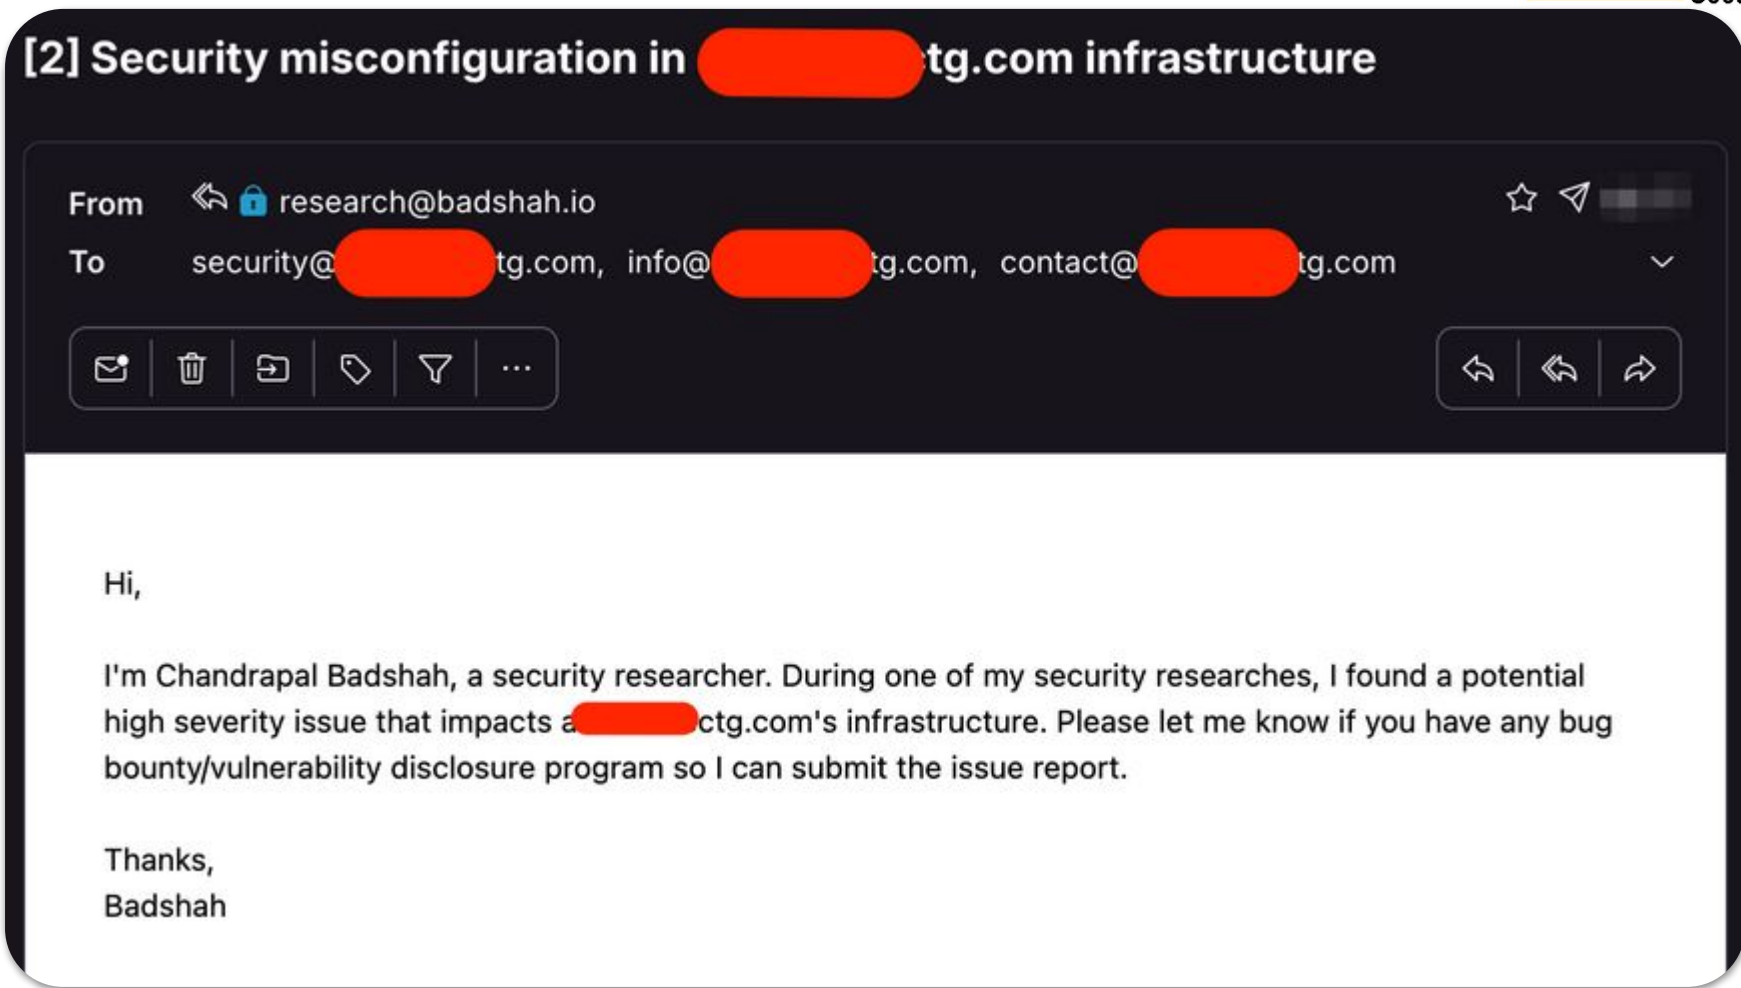 [2] Security misconfiguration in tg.com infrastructure
From research@badshah.io
To security@ tg.com, info@ tg.com, contact@ tg.com
Hi,
I'm Chandrapal Badshah, a security researcher. During one of my security researches, I found a potential
high severity issue that impacts a ctg.com's infrastructure. Please let me know if you have any bug
bounty/vulnerability disclosure program so I can submit the issue report.
Thanks,
Badshah